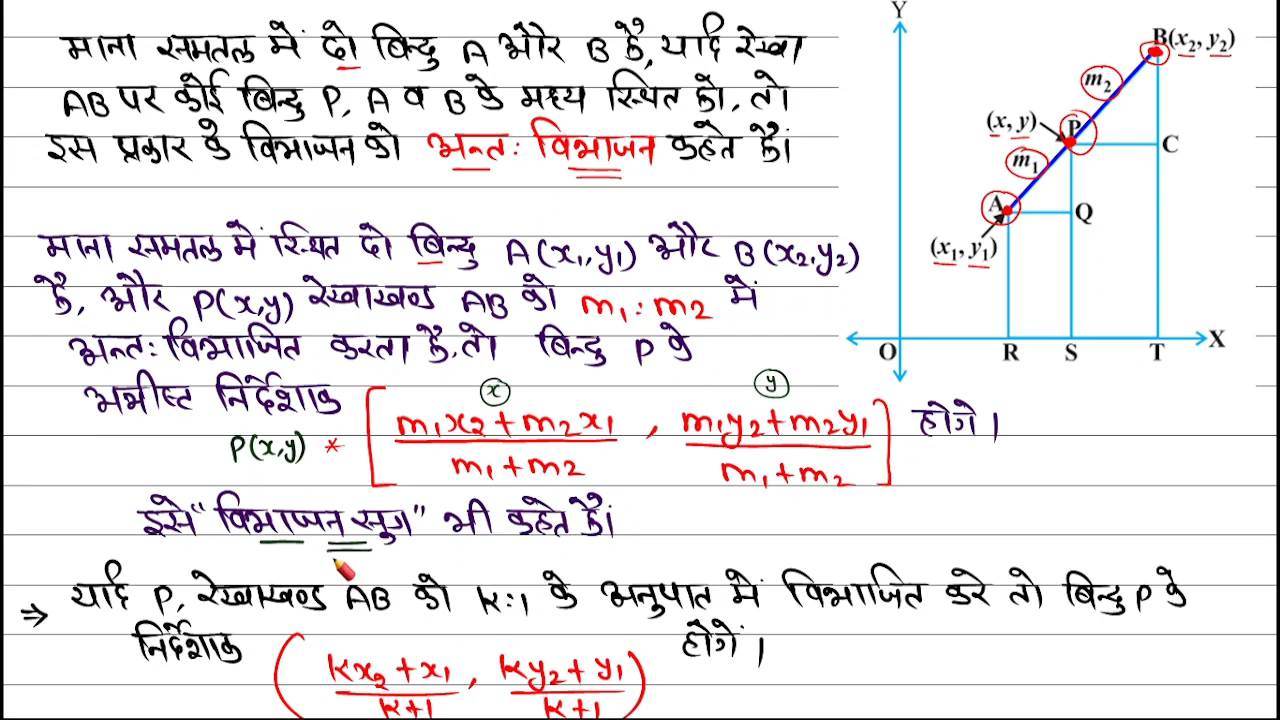 माना समतल में दो बिन्दु A और B है, यदि रेखा
AB पर कोई बिन्दु P, A व B के मध्य स्थित को, तो
इस प्रकार के विभाजन को अन्तः विभाजन कहते है।
माना समतल में स्थित दो बिन्दु A(x₁,y₁) और B(x₂,y₂)
है, और P(x,y) रेखाखण्ड AB को m₁:m₂ में
अन्तः विभाजित करता है, तो बिन्दु P के
अभीष्ट निर्देशाक
x y
P(x,y) * [ (m₁x₂+m₂x₁)/(m₁+m₂) , (m₁y₂+m₂y₁)/(m₁+m₂) ] होगे।
इसे "विभाजन सुत्र" भी कहते है।
⇒ यदि P, रेखाखण्ड AB को K:1 के अनुपात में विभाजित करे तो बिन्दु P के
निर्देशाक ( (Kx₂+x₁)/(K+1) , (Ky₂+y₁)/(K+1) ) होगें।
Y
B(x₂, y₂)
m₂
(x, y) P
C
m₁
A Q
(x₁, y₁)
O R S T X